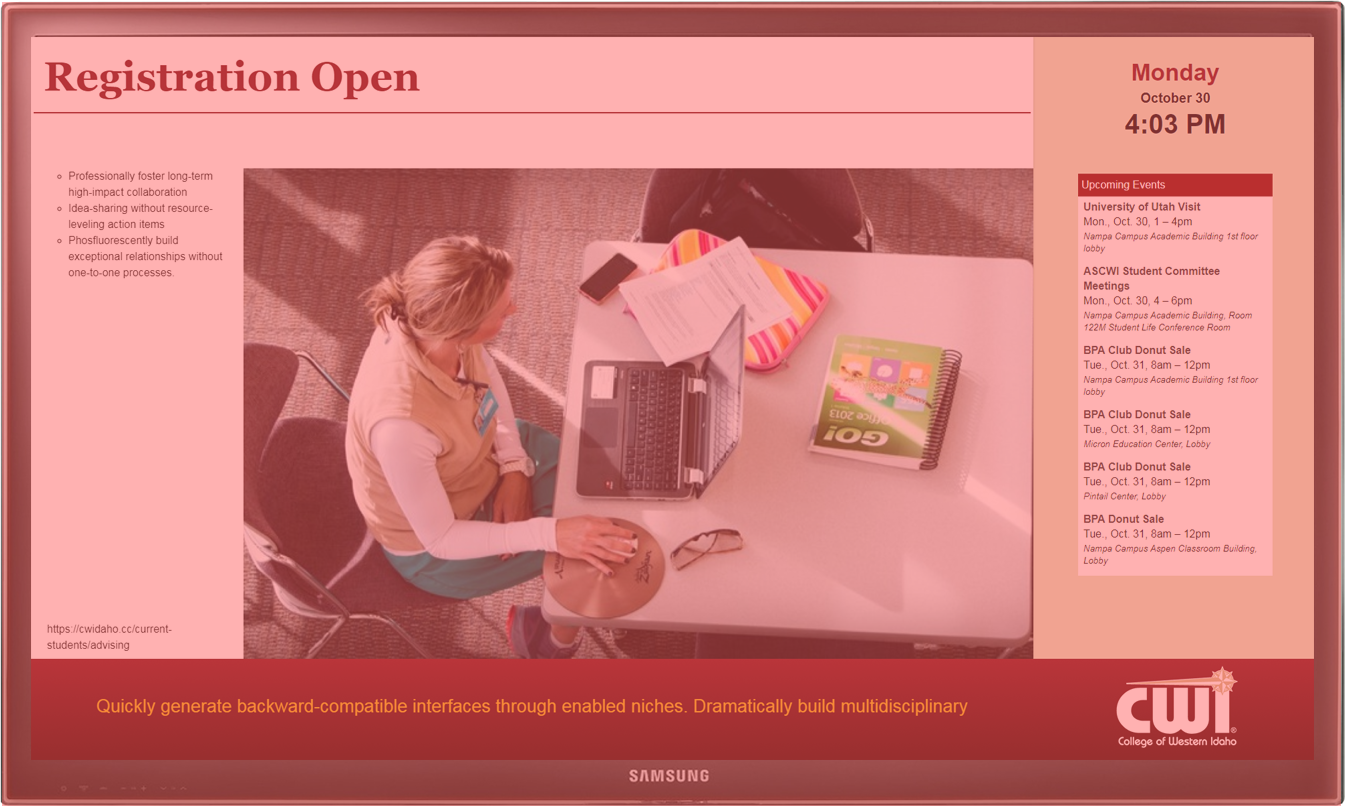 Registration Open
Monday
October 30
4:03 PM
Professionally foster long-term
high-impact collaboration
Idea-sharing without resource-
leveling action items
Phosfluorescently build
exceptional relationships without
one-to-one processes.
https://cwidaho.cc/current-
students/advising
GO!
Office 2013
Zildjian
Upcoming Events
University of Utah Visit
Mon., Oct. 30, 1 – 4pm
Nampa Campus Academic Building 1st floor
lobby
ASCWI Student Committee
Meetings
Mon., Oct. 30, 4 – 6pm
Nampa Campus Academic Building, Room
122M Student Life Conference Room
BPA Club Donut Sale
Tue., Oct. 31, 8am – 12pm
Nampa Campus Academic Building 1st floor
lobby
BPA Club Donut Sale
Tue., Oct. 31, 8am – 12pm
Micron Education Center, Lobby
BPA Club Donut Sale
Tue., Oct. 31, 8am – 12pm
Pintail Center, Lobby
BPA Donut Sale
Tue., Oct. 31, 8am – 12pm
Nampa Campus Aspen Classroom Building,
Lobby
Quickly generate backward-compatible interfaces through enabled niches. Dramatically build multidisciplinary
CWI®
College of Western Idaho
SAMSUNG